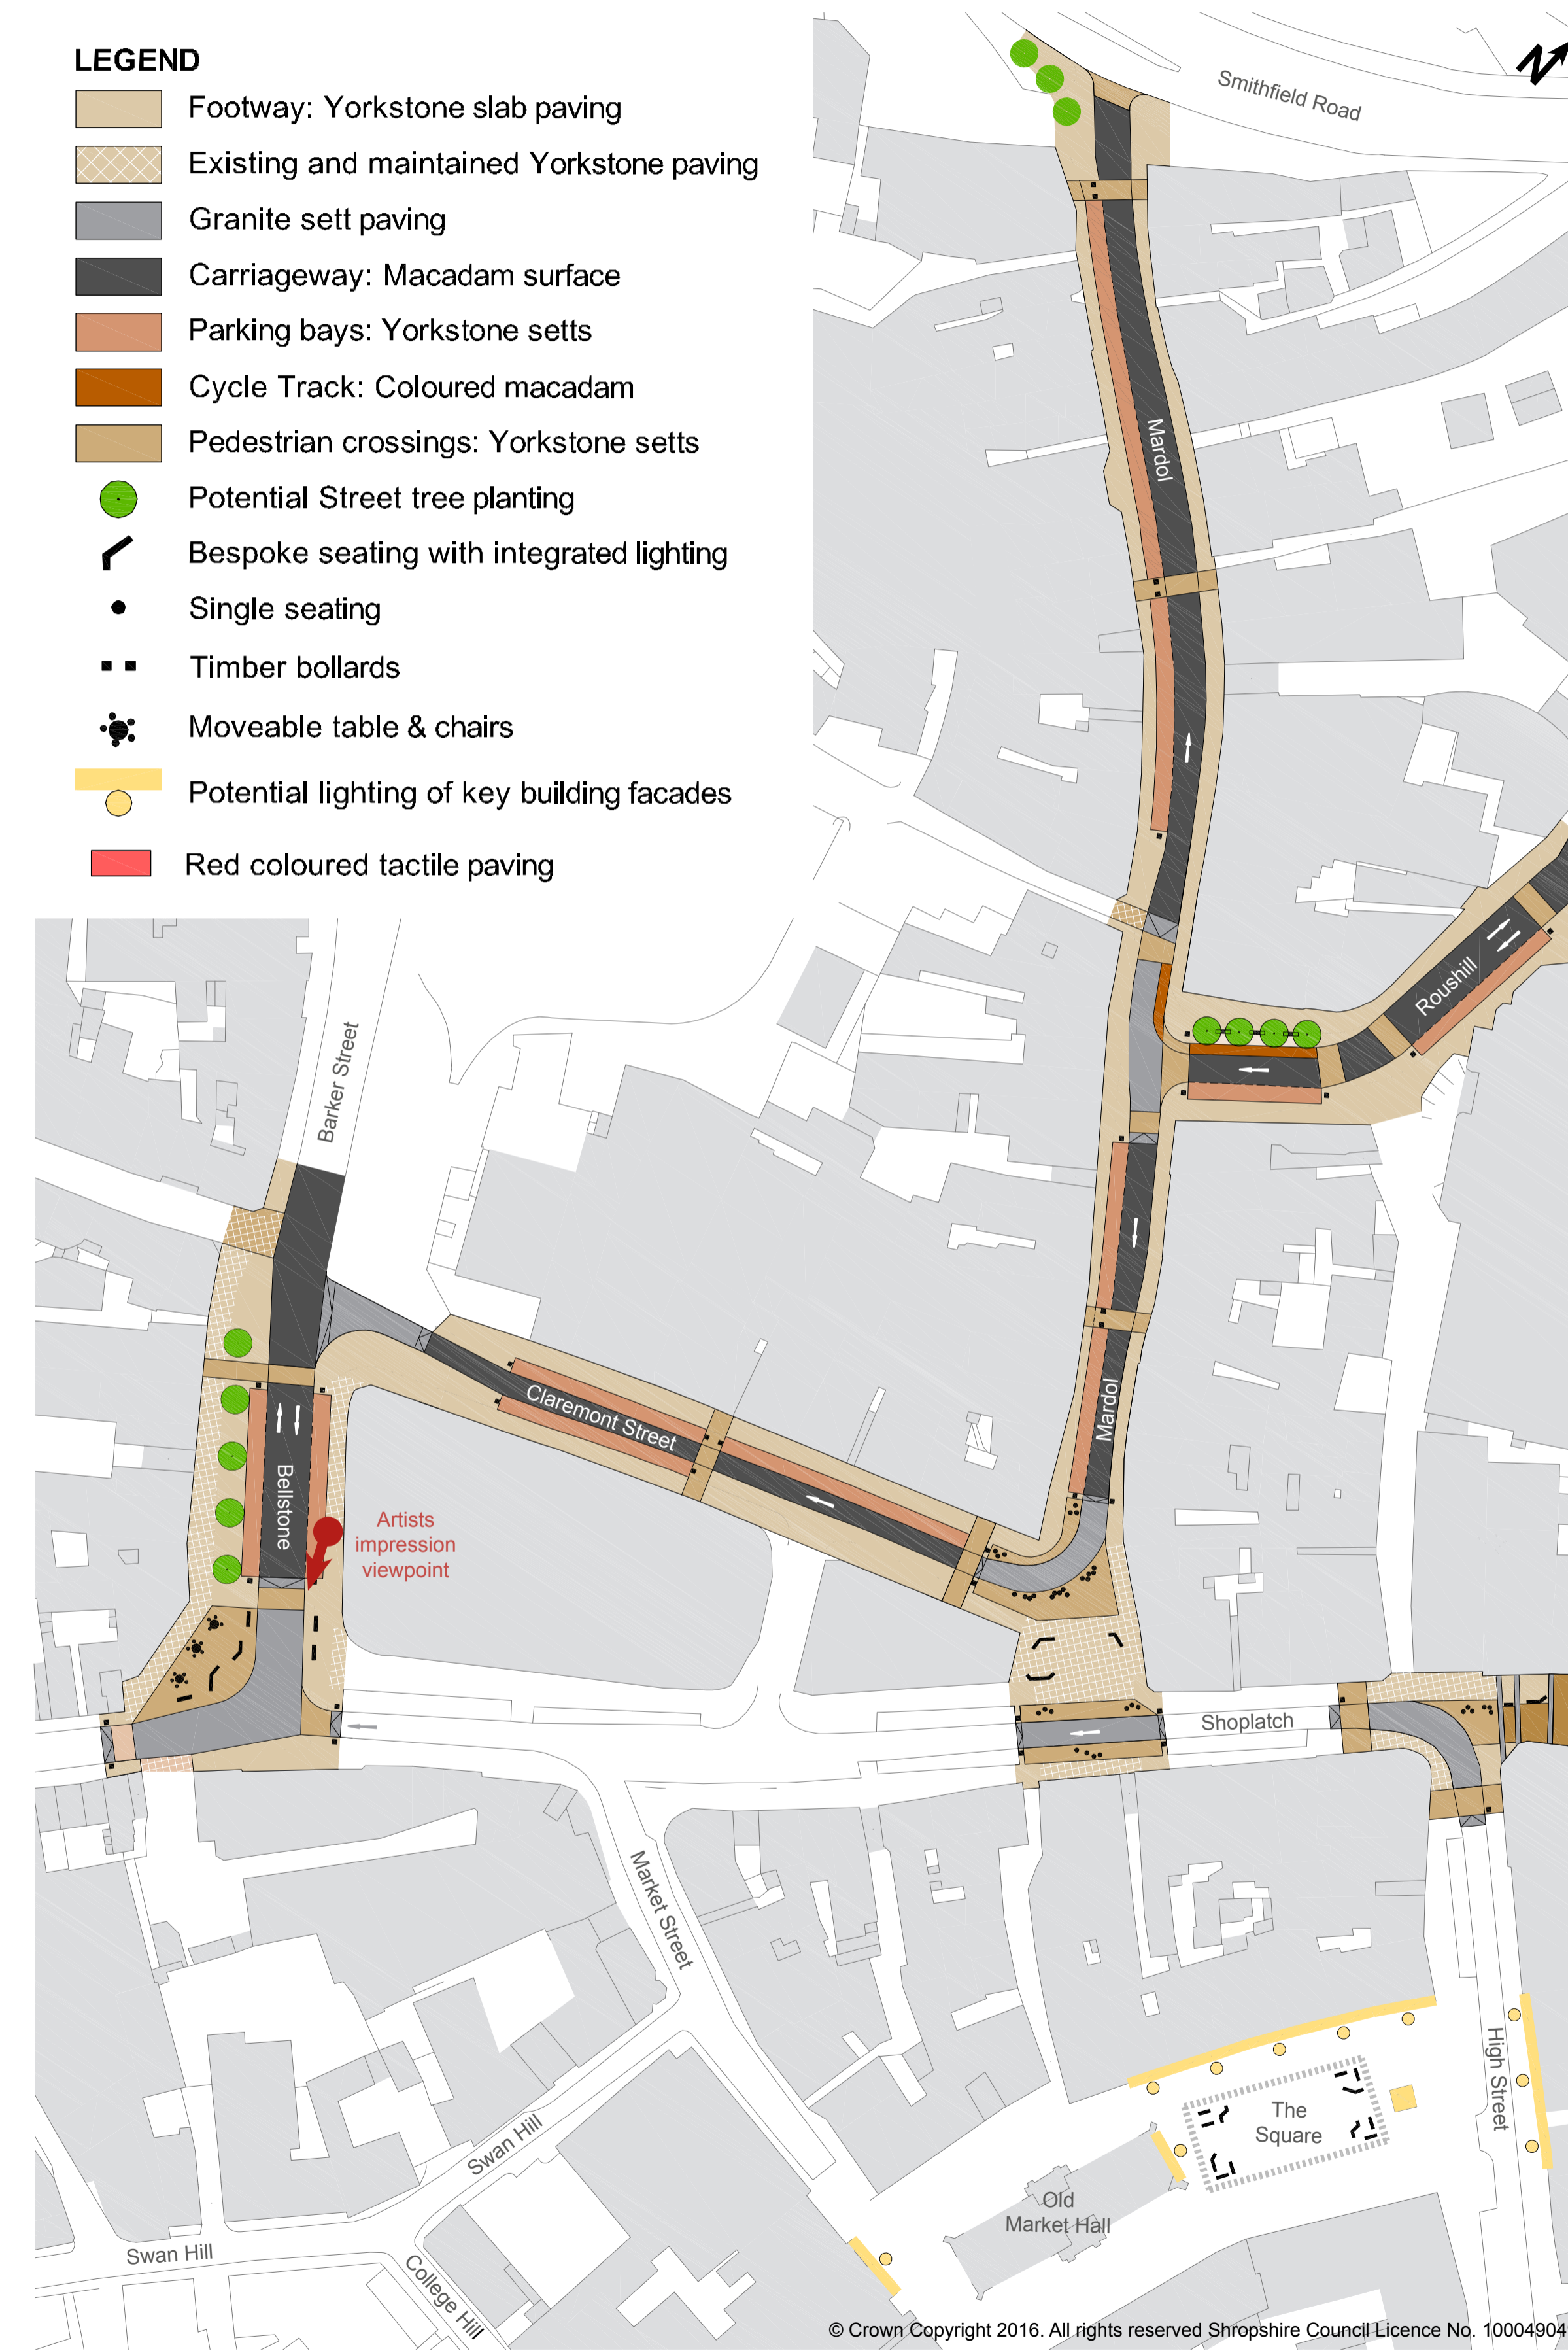 LEGEND
Footway: Yorkstone slab paving
Existing and maintained Yorkstone paving
Granite sett paving
Carriageway: Macadam surface
Parking bays: Yorkstone setts
Cycle Track: Coloured macadam
Pedestrian crossings: Yorkstone setts
Potential Street tree planting
Bespoke seating with integrated lighting
Single seating
Timber bollards
Moveable table & chairs
Potential lighting of key building facades
Red coloured tactile paving
N
Smithfield Road
Mardol
Roushill
Barker Street
Claremont Street
Mardol
Bellstone
Artists
impression
viewpoint
Shoplatch
Market Street
High Street
The
Square
Old
Market Hall
Swan Hill
Swan Hill
College Hill
© Crown Copyright 2016. All rights reserved Shropshire Council Licence No. 10004904